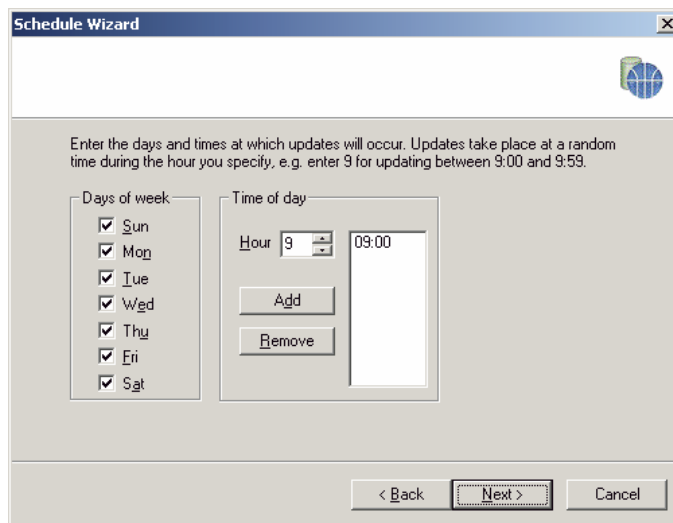 Schedule Wizard
Enter the days and times at which updates will occur. Updates take place at a random
time during the hour you specify, e.g. enter 9 for updating between 9:00 and 9:59.
Days of week
Sun
Mon
Tue
Wed
Thu
Fri
Sat
Time of day
Hour 9
09:00
Add
Remove
< Back
Next >
Cancel